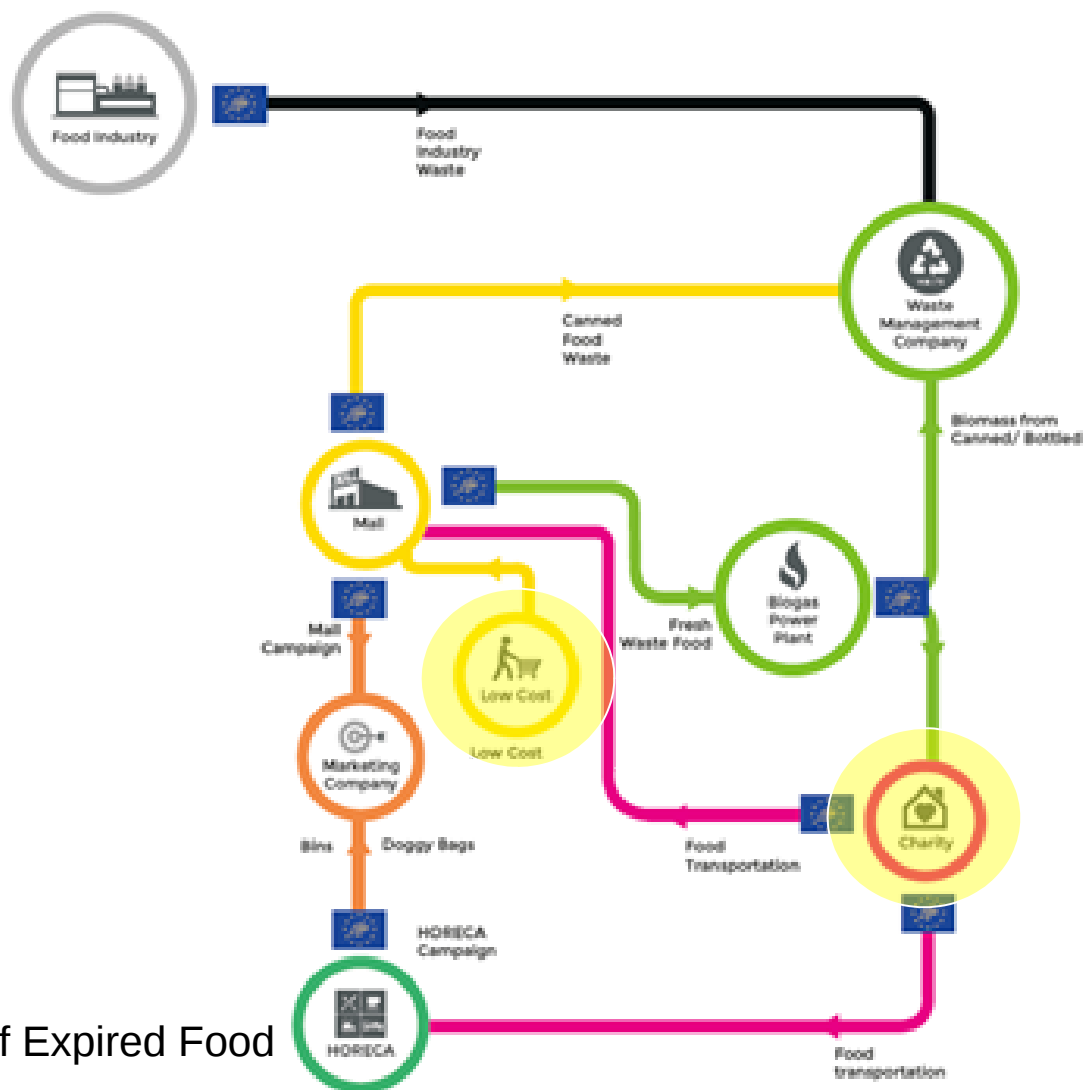 Food Industry
Food
Industry
Waste
Waste
Management
Company
Canned
Food
Waste
Biomass from
Canned/ Bottled
Mall
Biogas
Power
Plant
Fresh
Waste Food
Mall
Campaign
Low Cost
Low Cost
Marketing
Company
Charity
Bins
Doggy Bags
Food
Transportation
HORECA
Campaign
f Expired Food
HORECA
Food
transportation